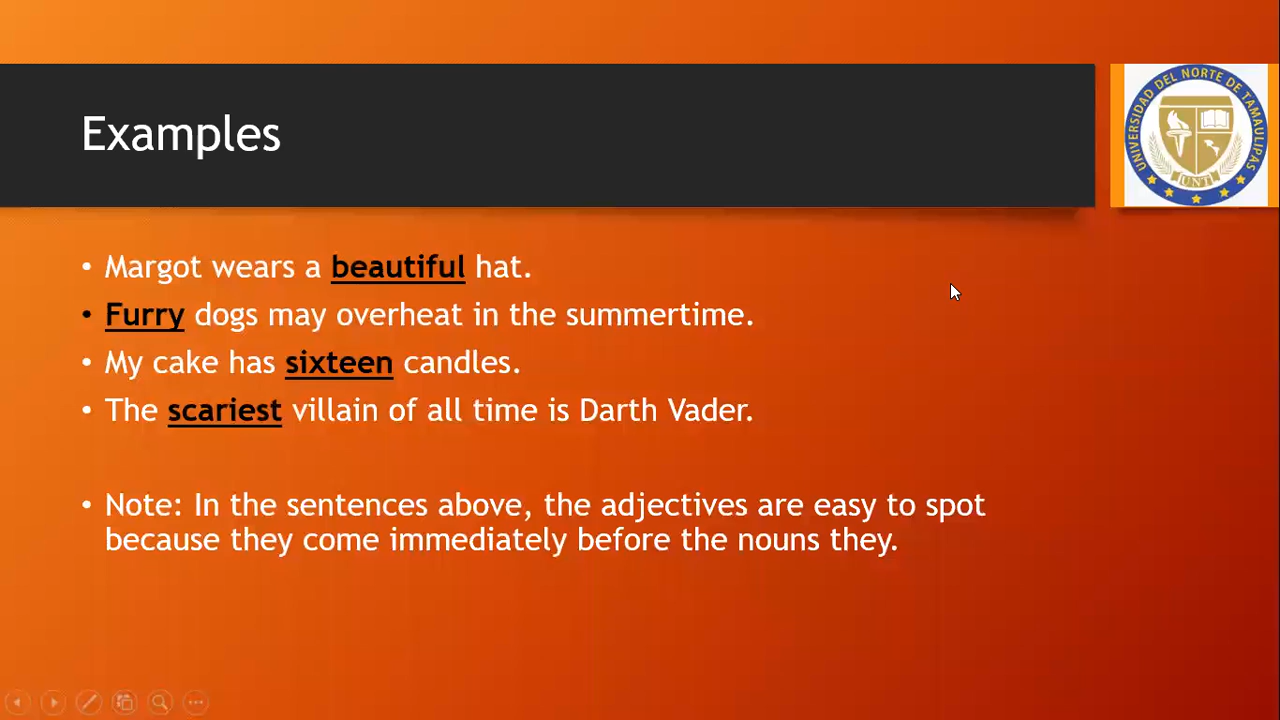 Examples
UNIVERSIDAD DEL NORTE DE TAMAULIPAS
UNT
• Margot wears a beautiful hat.
• Furry dogs may overheat in the summertime.
• My cake has sixteen candles.
• The scariest villain of all time is Darth Vader.
• Note: In the sentences above, the adjectives are easy to spot
because they come immediately before the nouns they.